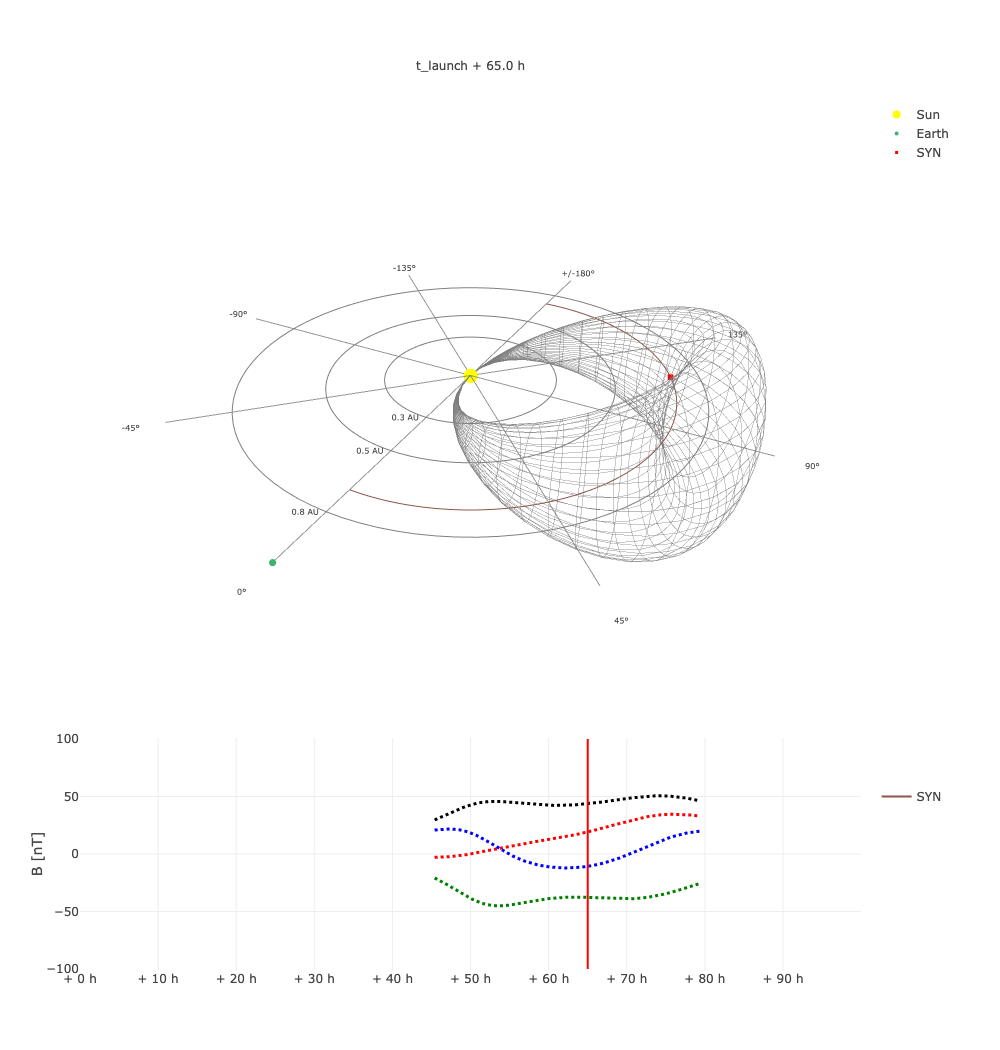 t_launch + 65.0 h
Sun
Earth
SYN
-135°
+/-180°
-90°
135°
0.3 AU
-45°
0.5 AU
90°
0.8 AU
0°
45°
100
50
0
−50
−100
B [nT]
SYN
+ 0 h
+ 10 h
+ 20 h
+ 30 h
+ 40 h
+ 50 h
+ 60 h
+ 70 h
+ 80 h
+ 90 h